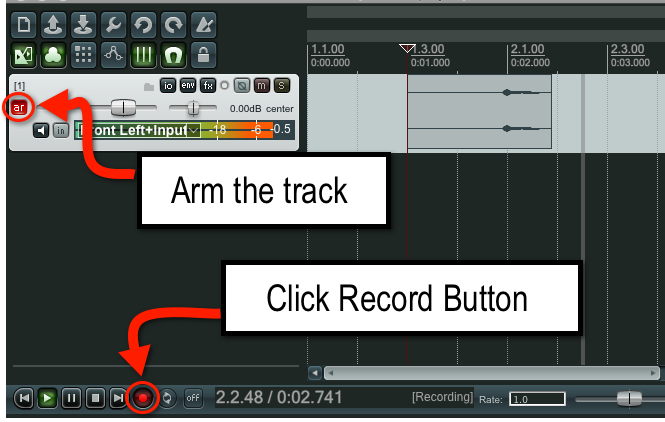 1.1.00 1.3.00 2.1.00 2.3.00
0:00.000 0:01.000 0:02.000 0:03.000
[1] io env fx m s
ar 0.00dB center
in Front Left+Input -18 -6 -0.5
Arm the track
Click Record Button
off 2.2.48 / 0:02.741 [Recording] Rate: 1.0